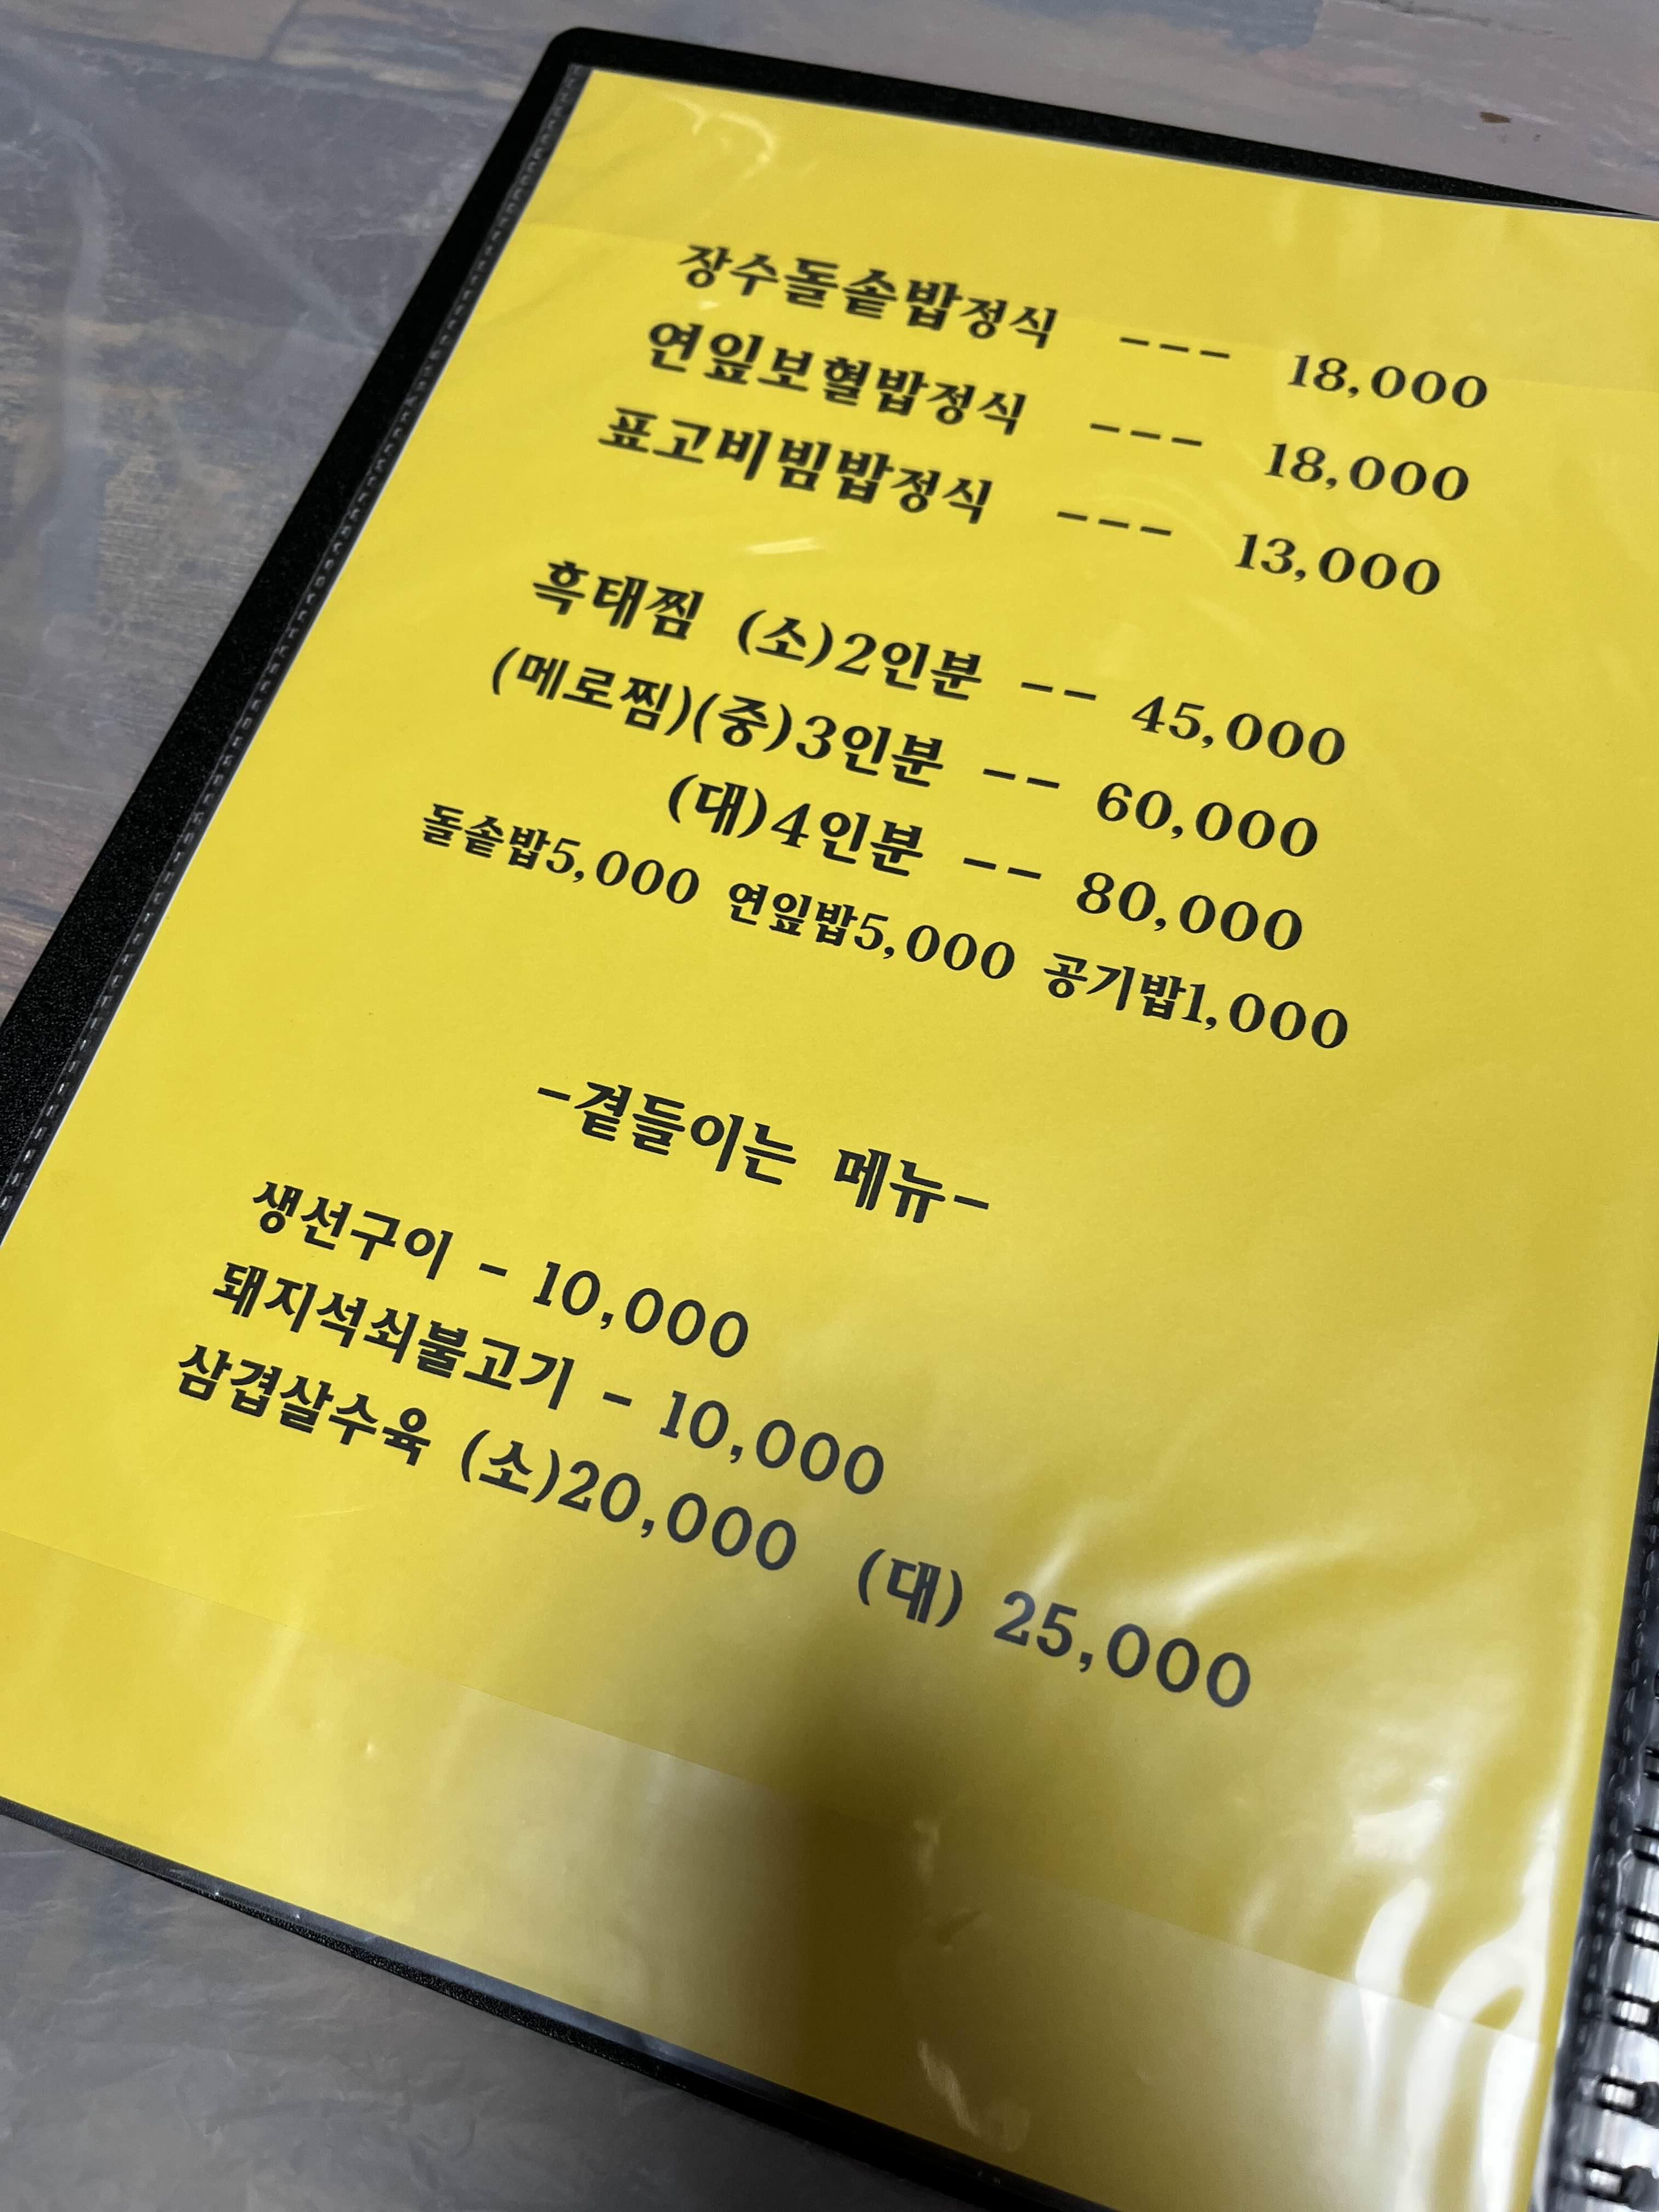 장수돌솥밥정식 --- 18,000
연잎보혈밥정식 --- 18,000
표고비빔밥정식 --- 13,000
흑태찜 (소)2인분 -- 45,000
(메로찜)(중)3인분 -- 60,000
(대)4인분 -- 80,000
돌솥밥5,000 연잎밥5,000 공기밥1,000
-곁들이는 메뉴-
생선구이 - 10,000
돼지석쇠불고기 - 10,000
삼겹살수육 (소)20,000 (대) 25,000